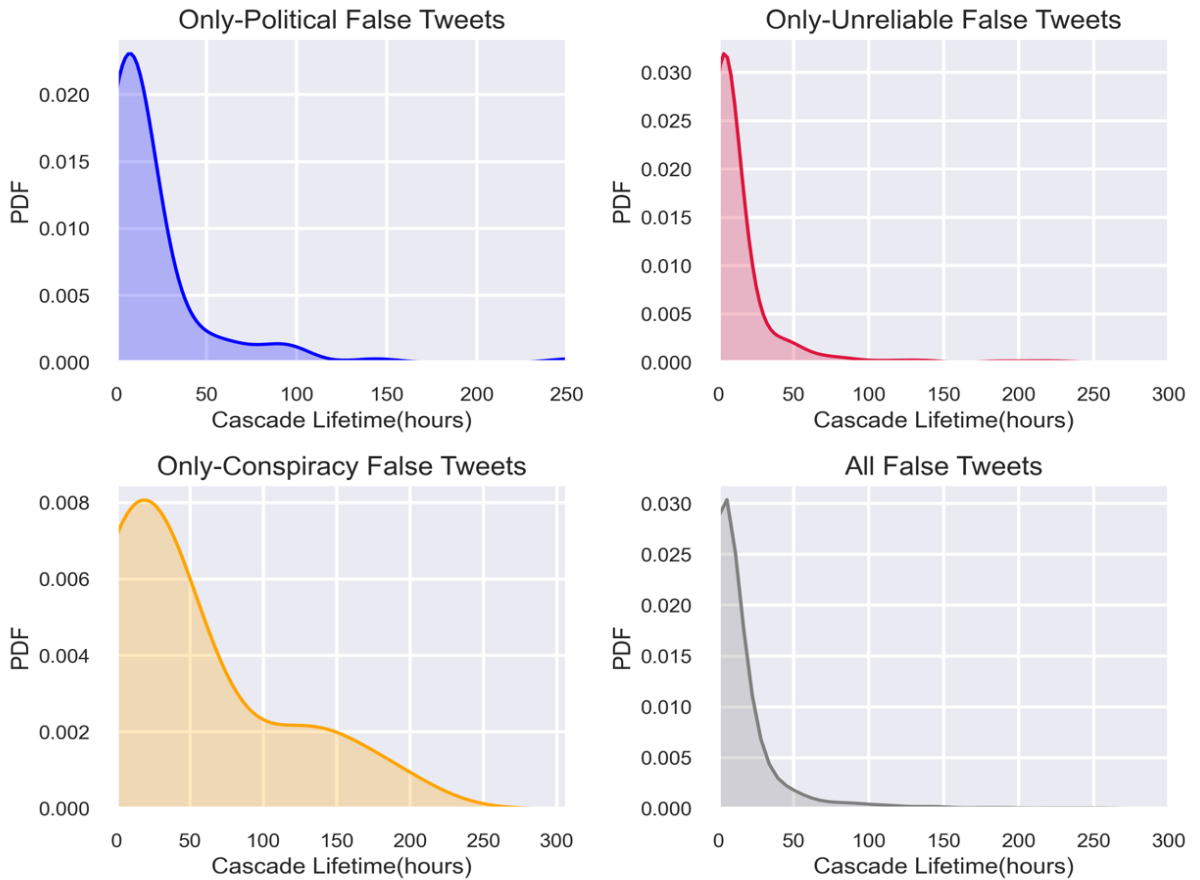 Only-Political False Tweets
PDF
0.020
0.015
0.010
0.005
0.000
0 50 100 150 200 250
Cascade Lifetime(hours)
Only-Unreliable False Tweets
PDF
0.030
0.025
0.020
0.015
0.010
0.005
0.000
0 50 100 150 200 250 300
Cascade Lifetime(hours)
Only-Conspiracy False Tweets
PDF
0.008
0.006
0.004
0.002
0.000
0 50 100 150 200 250 300
Cascade Lifetime(hours)
All False Tweets
PDF
0.030
0.025
0.020
0.015
0.010
0.005
0.000
0 50 100 150 200 250 300
Cascade Lifetime(hours)